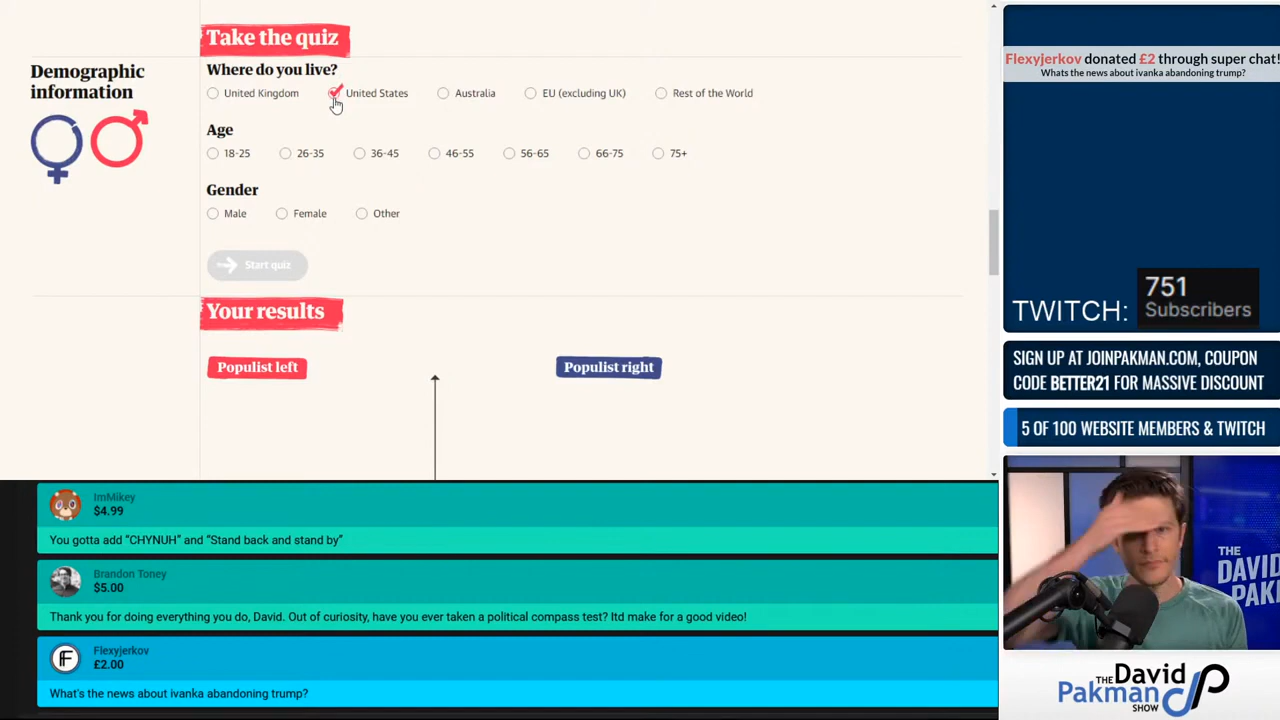 Take the quiz
Demographic
information
Where do you live?
United Kingdom
United States
Australia
EU (excluding UK)
Rest of the World
Age
18-25
26-35
36-45
46-55
56-65
66-75
75+
Gender
Male
Female
Other
Start quiz
Your results
Populist left
Populist right
Flexyjerkov donated £2 through super chat!
Whats the news about ivanka abandoning trump?
TWITCH:
751
Subscribers
SIGN UP AT JOINPAKMAN.COM, COUPON
CODE BETTER21 FOR MASSIVE DISCOUNT
5 OF 100 WEBSITE MEMBERS & TWITCH
ImMikey
$4.99
You gotta add “CHYNUH” and “Stand back and stand by”
Brandon Toney
$5.00
Thank you for doing everything you do, David. Out of curiosity, have you ever taken a political compass test? Itd make for a good video!
Flexyjerkov
£2.00
What's the news about ivanka abandoning trump?
THE
DAVID
PAK
THE David
Pakman
SHOW